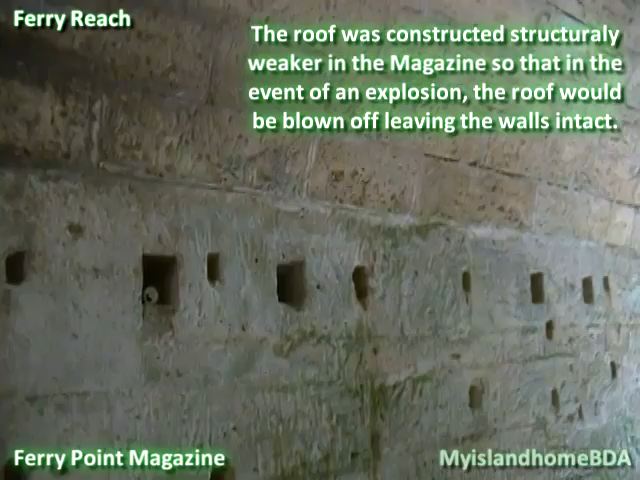 Ferry Reach
The roof was constructed structuraly
weaker in the Magazine so that in the
event of an explosion, the roof would
be blown off leaving the walls intact.
Ferry Point Magazine
MyislandhomeBDA